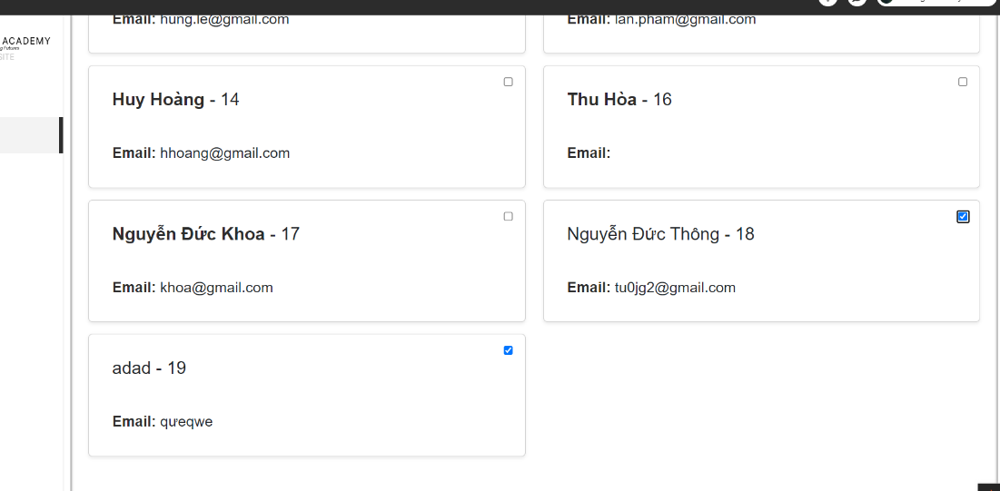 ACADEMY
Futures
SITE
Email: hung.le@gmail.com
Email: lan.pham@gmail.com
Huy Hoàng - 14
Email: hhoang@gmail.com
Thu Hòa - 16
Email:
Nguyễn Đức Khoa - 17
Email: khoa@gmail.com
Nguyễn Đức Thông - 18
Email: tu0jg2@gmail.com
adad - 19
Email: qưeqwe